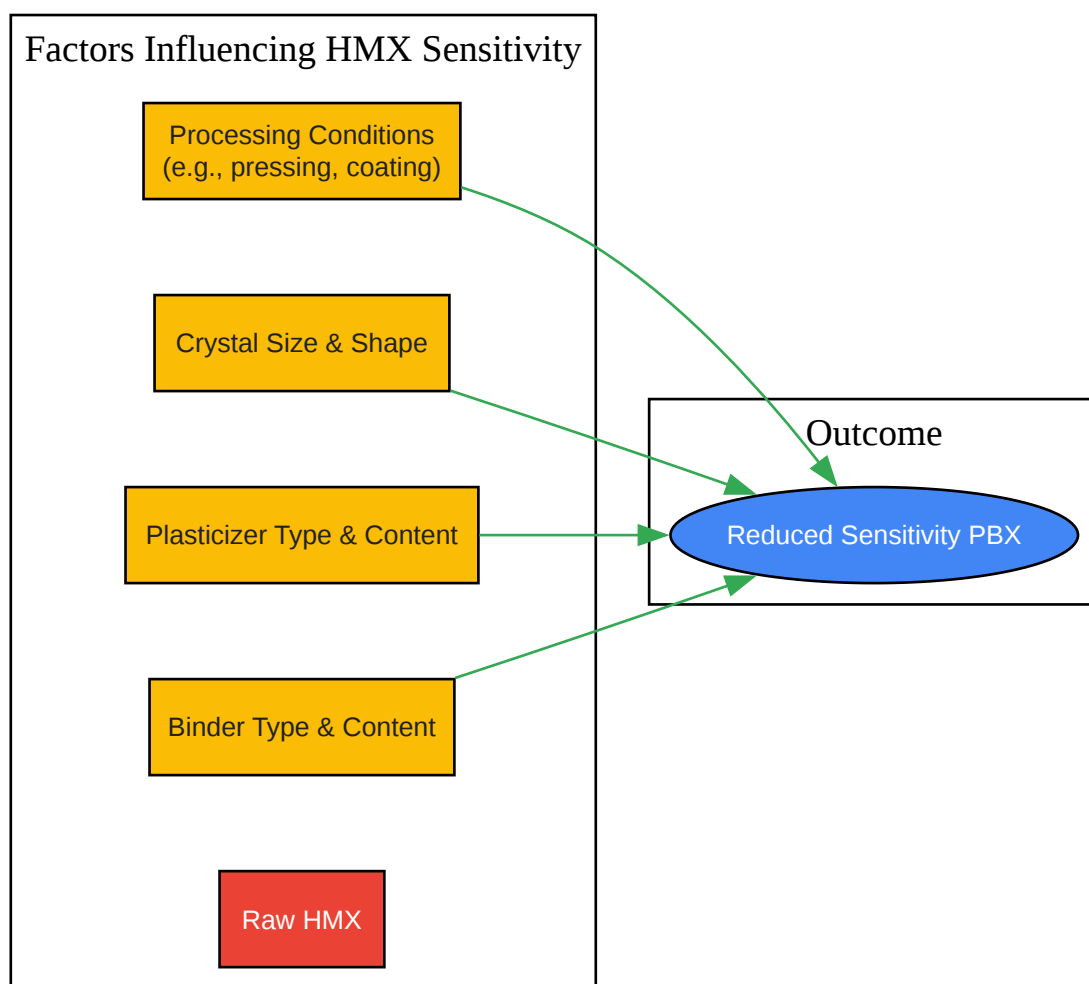 Factors Influencing HMX Sensitivity
Processing Conditions
(e.g., pressing, coating)
Crystal Size & Shape
Plasticizer Type & Content
Binder Type & Content
Raw HMX
Outcome
Reduced Sensitivity PBX